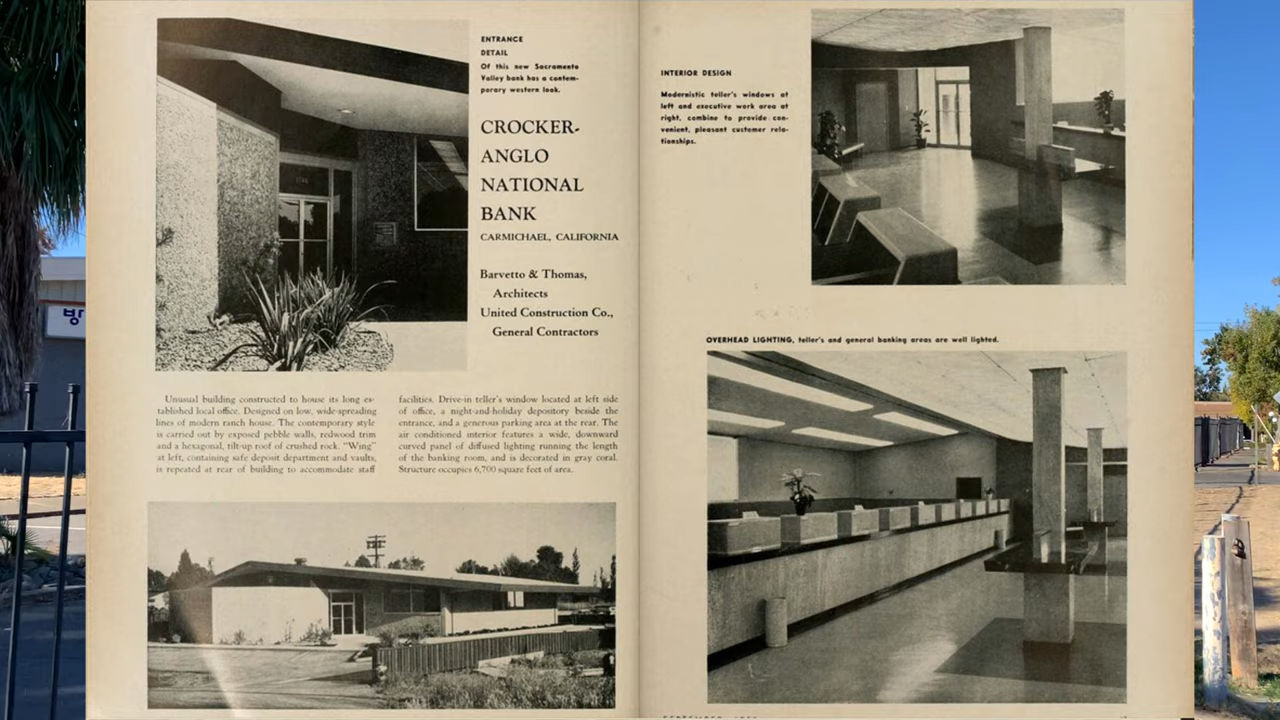 ENTRANCE
DETAIL
Of this new Sacramento
Valley bank has a contem-
porary western look.
CROCKER-
ANGLO
NATIONAL
BANK
CARMICHAEL, CALIFORNIA
Barvetto & Thomas,
Architects
United Construction Co.,
General Contractors
Unusual building constructed to house its long es-
tablished local office. Designed on low, wide-spreading
lines of modern ranch house. The contemporary style
is carried out by exposed pebble walls, redwood trim
and a hexagonal, tilt-up roof of crushed rock. “Wing”
at left, containing safe deposit department and vaults,
is repeated at rear of building to accommodate staff
facilities. Drive-in teller's window located at left side
of office, a night-and-holiday depository beside the
entrance, and a generous parking area at the rear. The
air conditioned interior features a wide, downward
curved panel of diffused lighting running the length
of the banking room, and is decorated in gray coral.
Structure occupies 6,700 square feet of area.
INTERIOR DESIGN
Modernistic teller's windows at
left and executive work area at
right, combine to provide con-
venient, pleasant customer rela-
tionships.
OVERHEAD LIGHTING, teller's and general banking areas are well lighted.
방